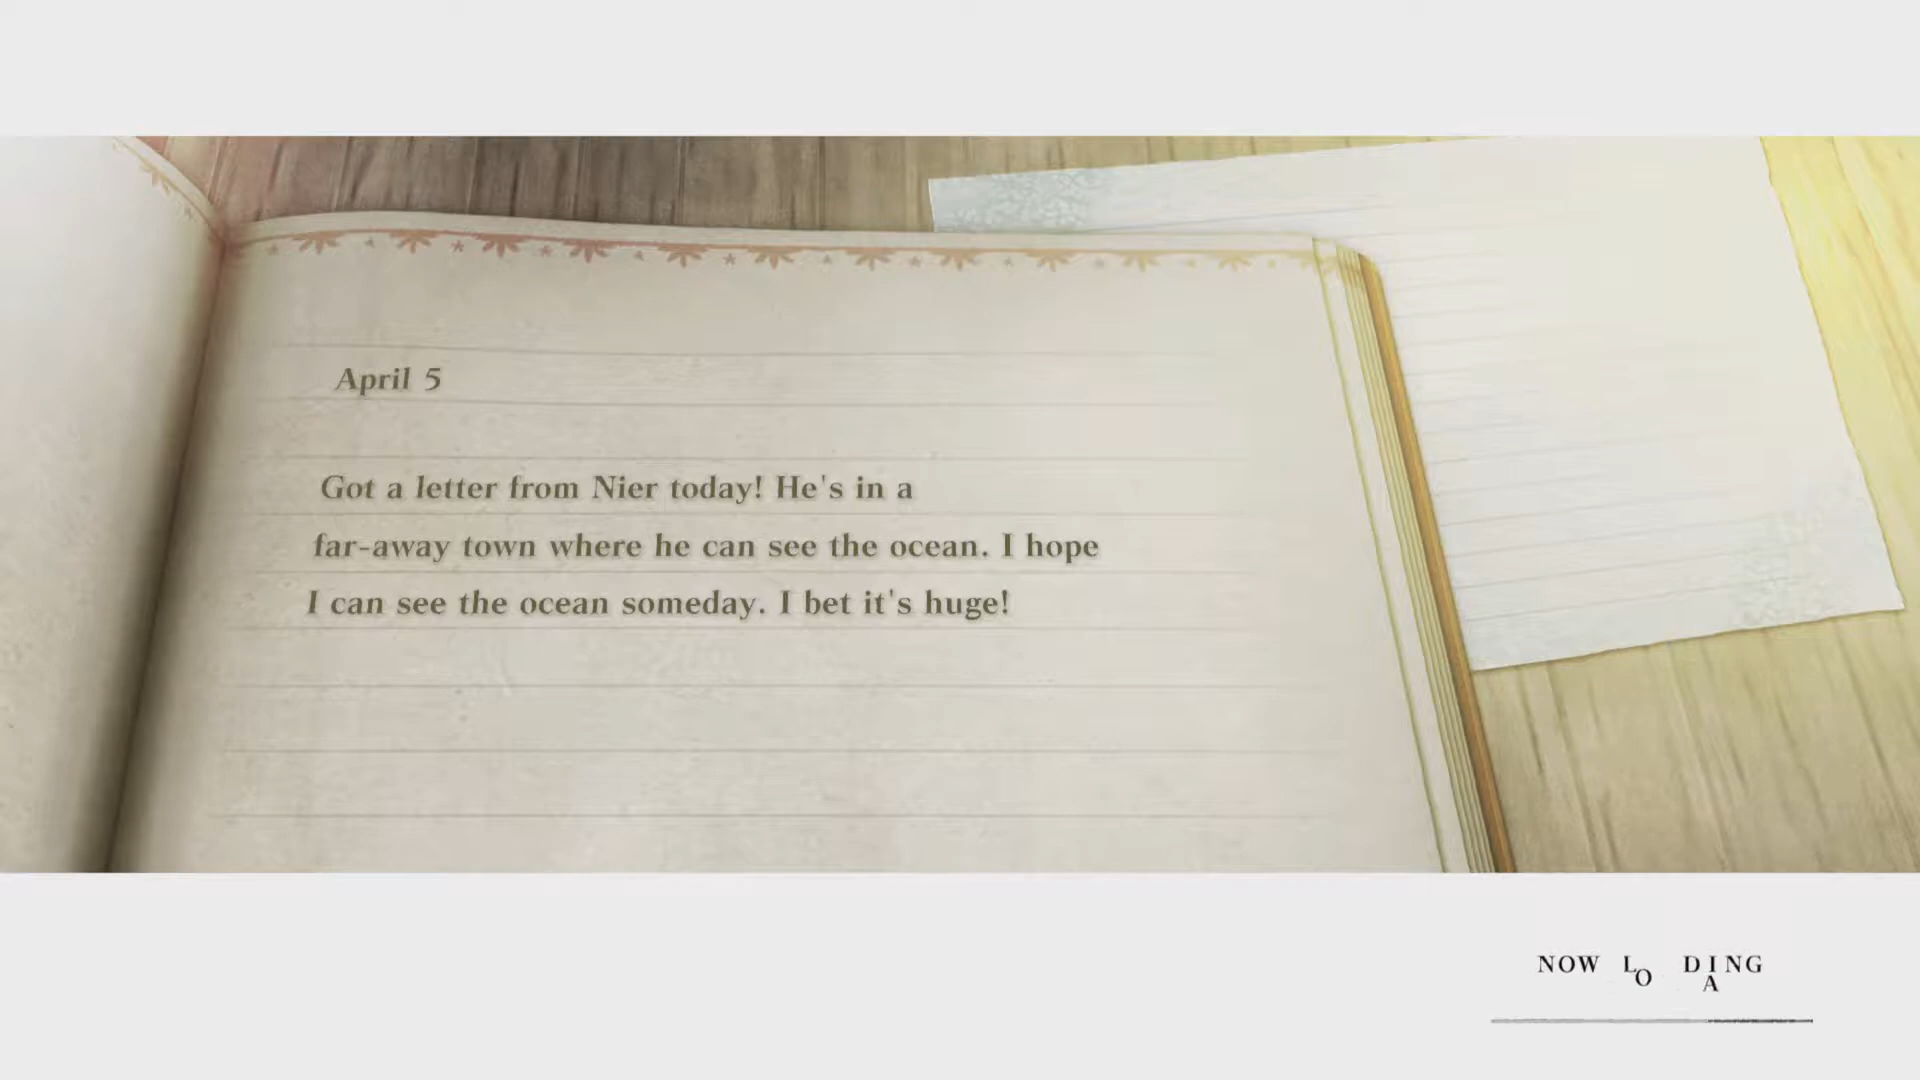 April 5
Got a letter from Nier today! He's in a
far-away town where he can see the ocean. I hope
I can see the ocean someday. I bet it's huge!
NOW LOADING